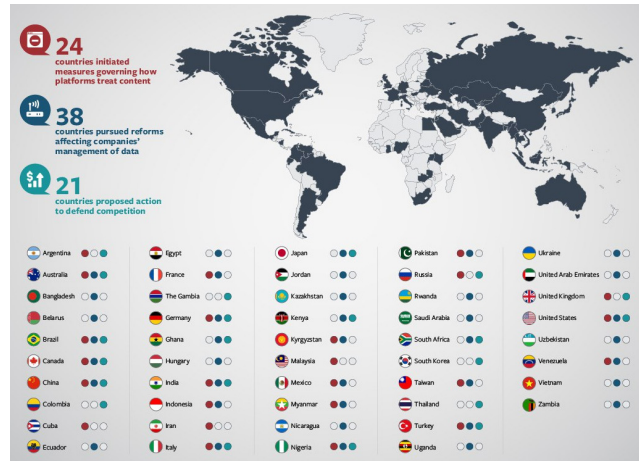 24
countries initiated
measures governing how
platforms treat content
38
countries pursued reforms
affecting companies'
management of data
21
countries proposed action
to defend competition
Argentina
Australia
Bangladesh
Belarus
Brazil
Canada
China
Colombia
Cuba
Ecuador
Egypt
France
The Gambia
Germany
Ghana
Hungary
India
Indonesia
Iran
Italy
Japan
Jordan
Kazakhstan
Kenya
Kyrgyzstan
Malaysia
Mexico
Myanmar
Nicaragua
Nigeria
Pakistan
Russia
Rwanda
Saudi Arabia
South Africa
South Korea
Taiwan
Thailand
Turkey
Uganda
Ukraine
United Arab Emirates
United Kingdom
United States
Uzbekistan
Venezuela
Vietnam
Zambia